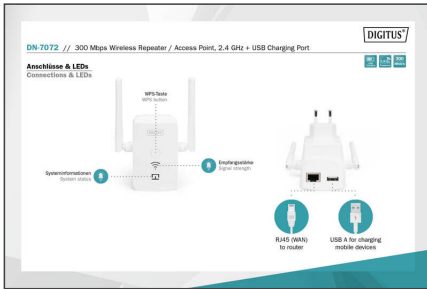 DIGITUS®
DN-7072 // 300 Mbps Wireless Repeater / Access Point, 2.4 GHz + USB Charging Port
Anschlüsse & LEDs
Connections & LEDs
300
WPS-Taste
WPS button
Systeminformationen
System status
Empfangsstärke
Signal strength
RJ45 (WAN)
to router
USB A for charging
mobile devices